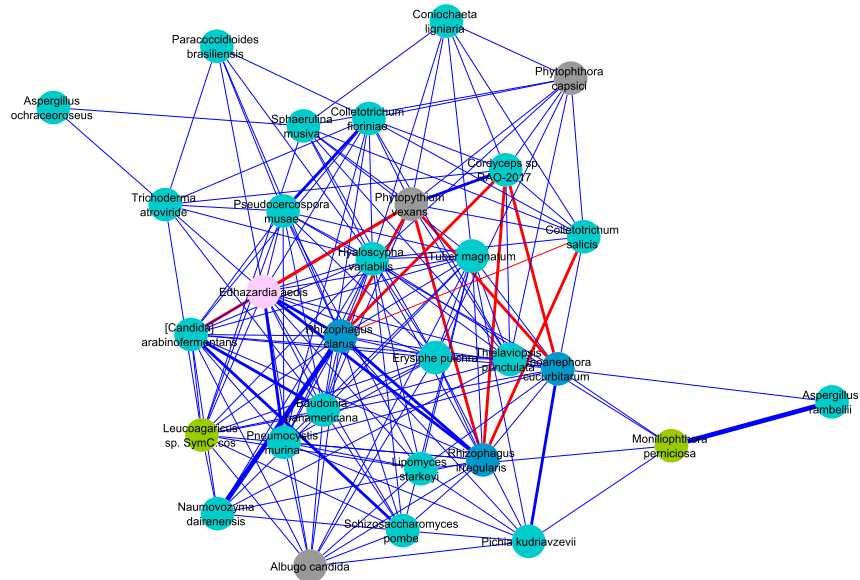 Coniochaeta
ligniaria
Paracoccidioides
brasiliensis
Phytophthora
capsici
Aspergillus
ochraceoroseus
Sphaerulina
musiva
Colletotrichum
fioriniae
Cordyceps sp.
RAO-2017
Trichoderma
atroviride
Pseudocercospora
musae
Phytopythium
vexans
Colletotrichum
salicis
Hyaloscypha
variabilis
Tuber magnatum
Edhazardia aedis
[Candida]
arabinofermentans
Rhizophagus
clarus
Erysiphe pulchra
Thielaviopsis
punctulata
Choanephora
cucurbitarum
Baudoinia
panamericana
Aspergillus
rambellii
Leucoagaricus
sp. SymC.cos
Pneumocystis
murina
Moniliophthora
perniciosa
Lipomyces
starkeyi
Rhizophagus
irregularis
Naumovozyma
dairenensis
Schizosaccharomyces
pombe
Pichia kudriavzevii
Albugo candida